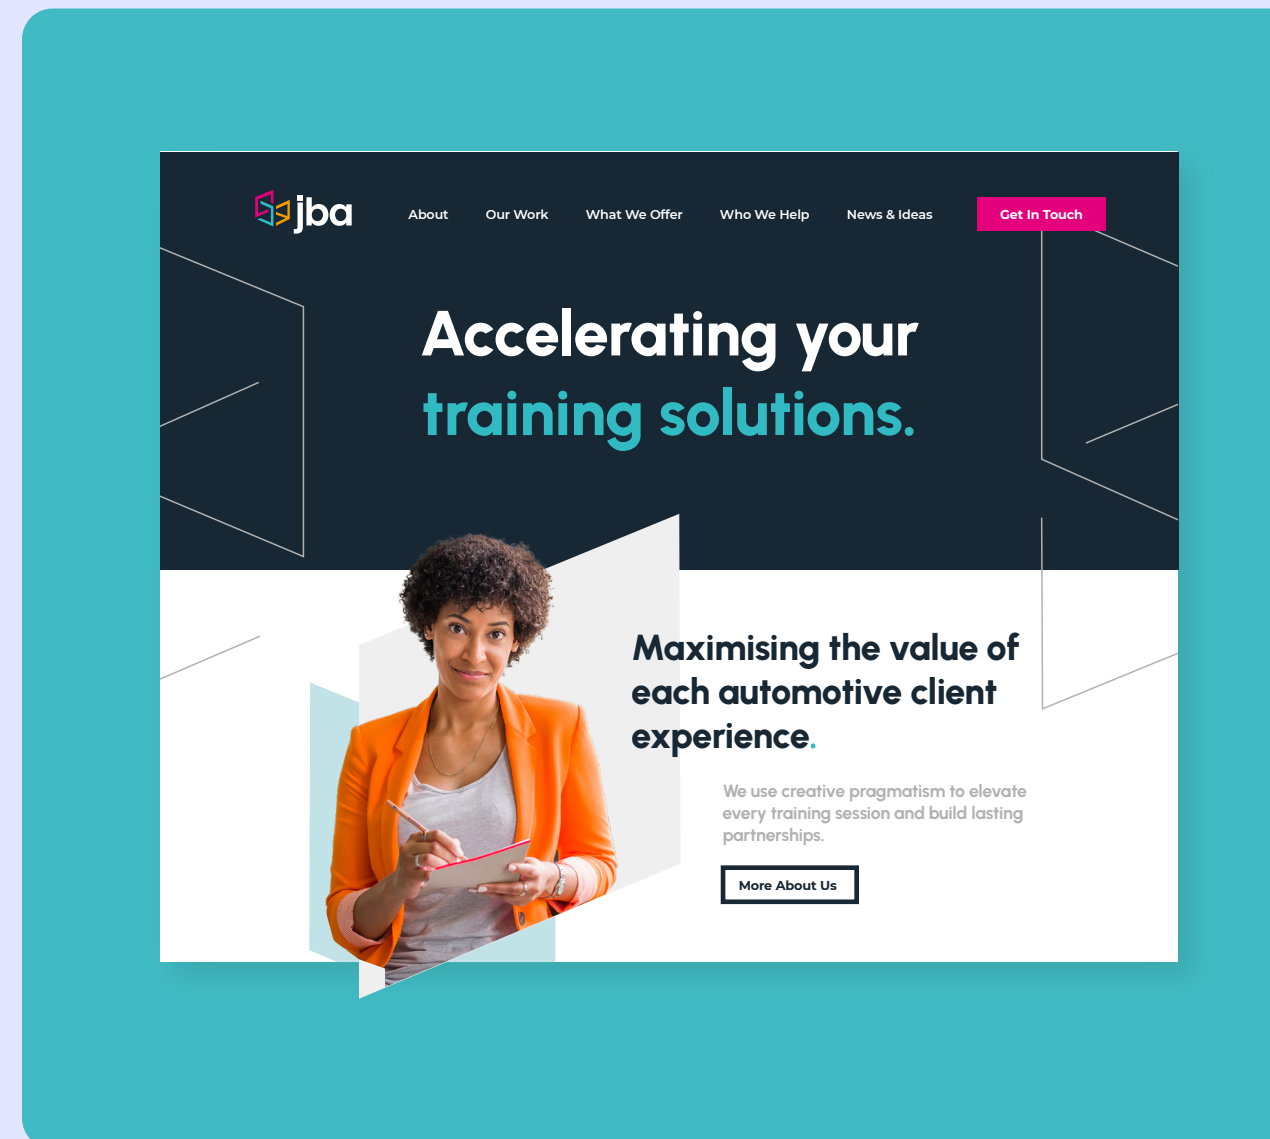 jba
About
Our Work
What We Offer
Who We Help
News & Ideas
Get In Touch
Accelerating your
training solutions.
Maximising the value of
each automotive client
experience.
We use creative pragmatism to elevate
every training session and build lasting
partnerships.
More About Us